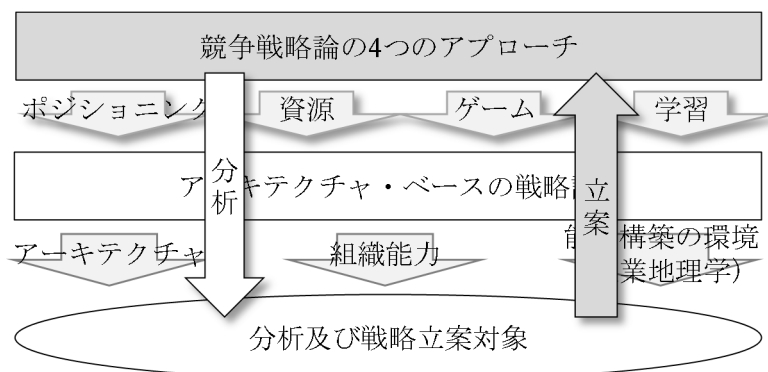 競争戦略論の4つのアプローチ
ポジショニング 資源 ゲーム 学習
分析
アーキテクチャ・ベースの戦略論
立案
アーキテクチャ 組織能力 構築の環境
業地理学)
分析及び戦略立案対象